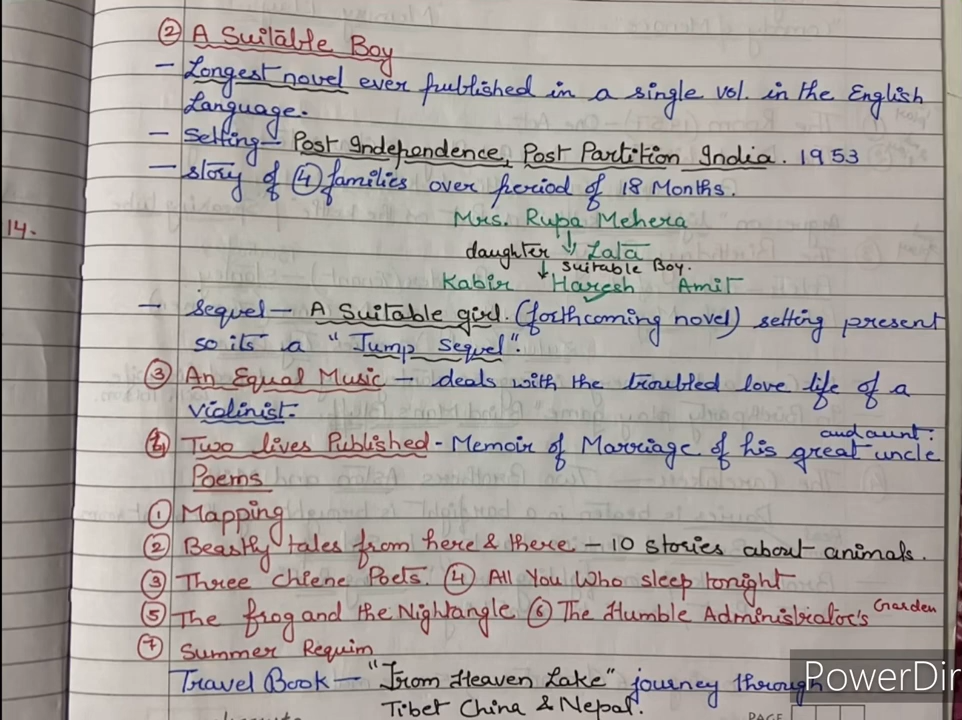 ② A Suitable Boy
- Longest novel ever published in a single vol. in the English
Language.
- Setting - Post Independence, Post Partition India. 1953
- story of ④ families over period of 18 Months.
Mrs. Rupa Mehera
14.
daughter ↓ Lata
↓ suitable Boy.
Kabir Haresh Amit
- Sequel - A Suitable girl. (forthcoming novel) setting present
so its a "Jump Sequel".
③ An Equal Music - deals with the troubled love life of a
violinist.
④ Two lives Published - Memoir of Marriage of his great uncle
and aunt.
Poems
① Mapping
② Beastly tales from here & there - 10 stories about animals.
③ Three Chiene Poets. ④ All You Who sleep tonight
⑤ The frog and the Nightangle ⑥ The Humble Administrator's Garden
⑦ Summer Requim
Travel Book - "From Heaven Lake" journey through
Tibet China & Nepal.
PowerDir
PAGE